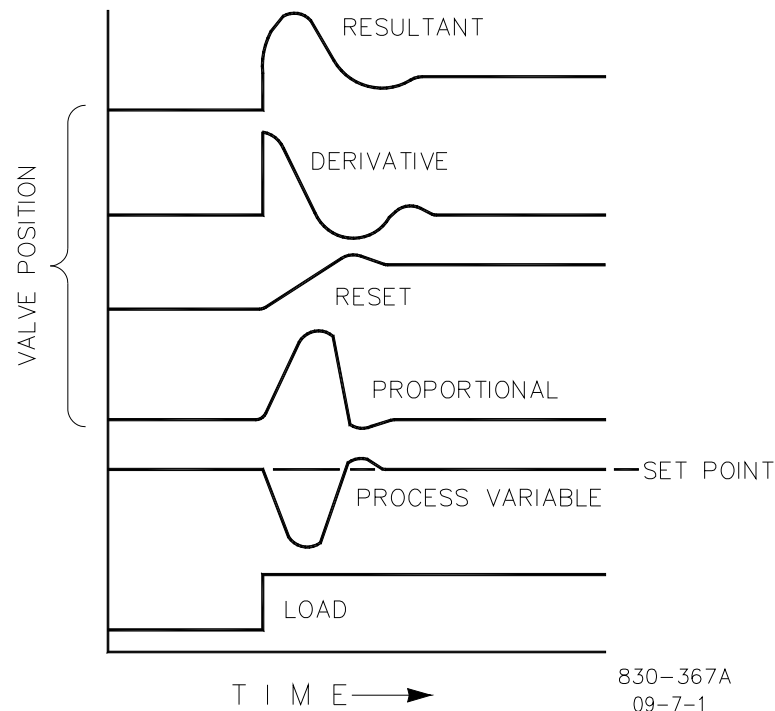 RESULTANT
DERIVATIVE
VALVE POSITION
RESET
PROPORTIONAL
SET POINT
PROCESS VARIABLE
LOAD
TIME
830-367A
09-7-1